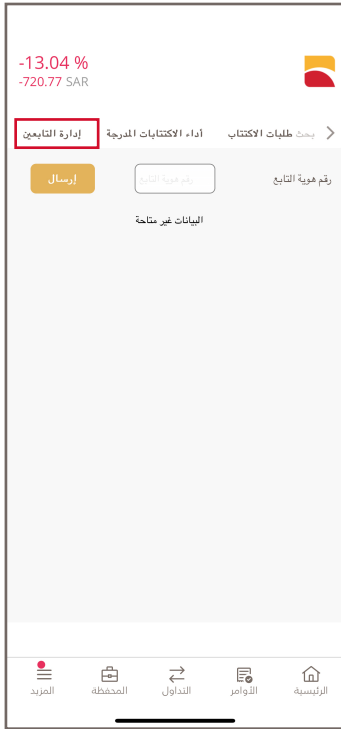 -13.04 %
-720.77 SAR
بحث طلبات الاكتتاب أداء الاكتتابات المدرجة إدارة التابعين
رقم هوية التابع رقم هوية التابع إرسال
البيانات غير متاحة
الرئيسية الأوامر التداول المحفظة المزيد